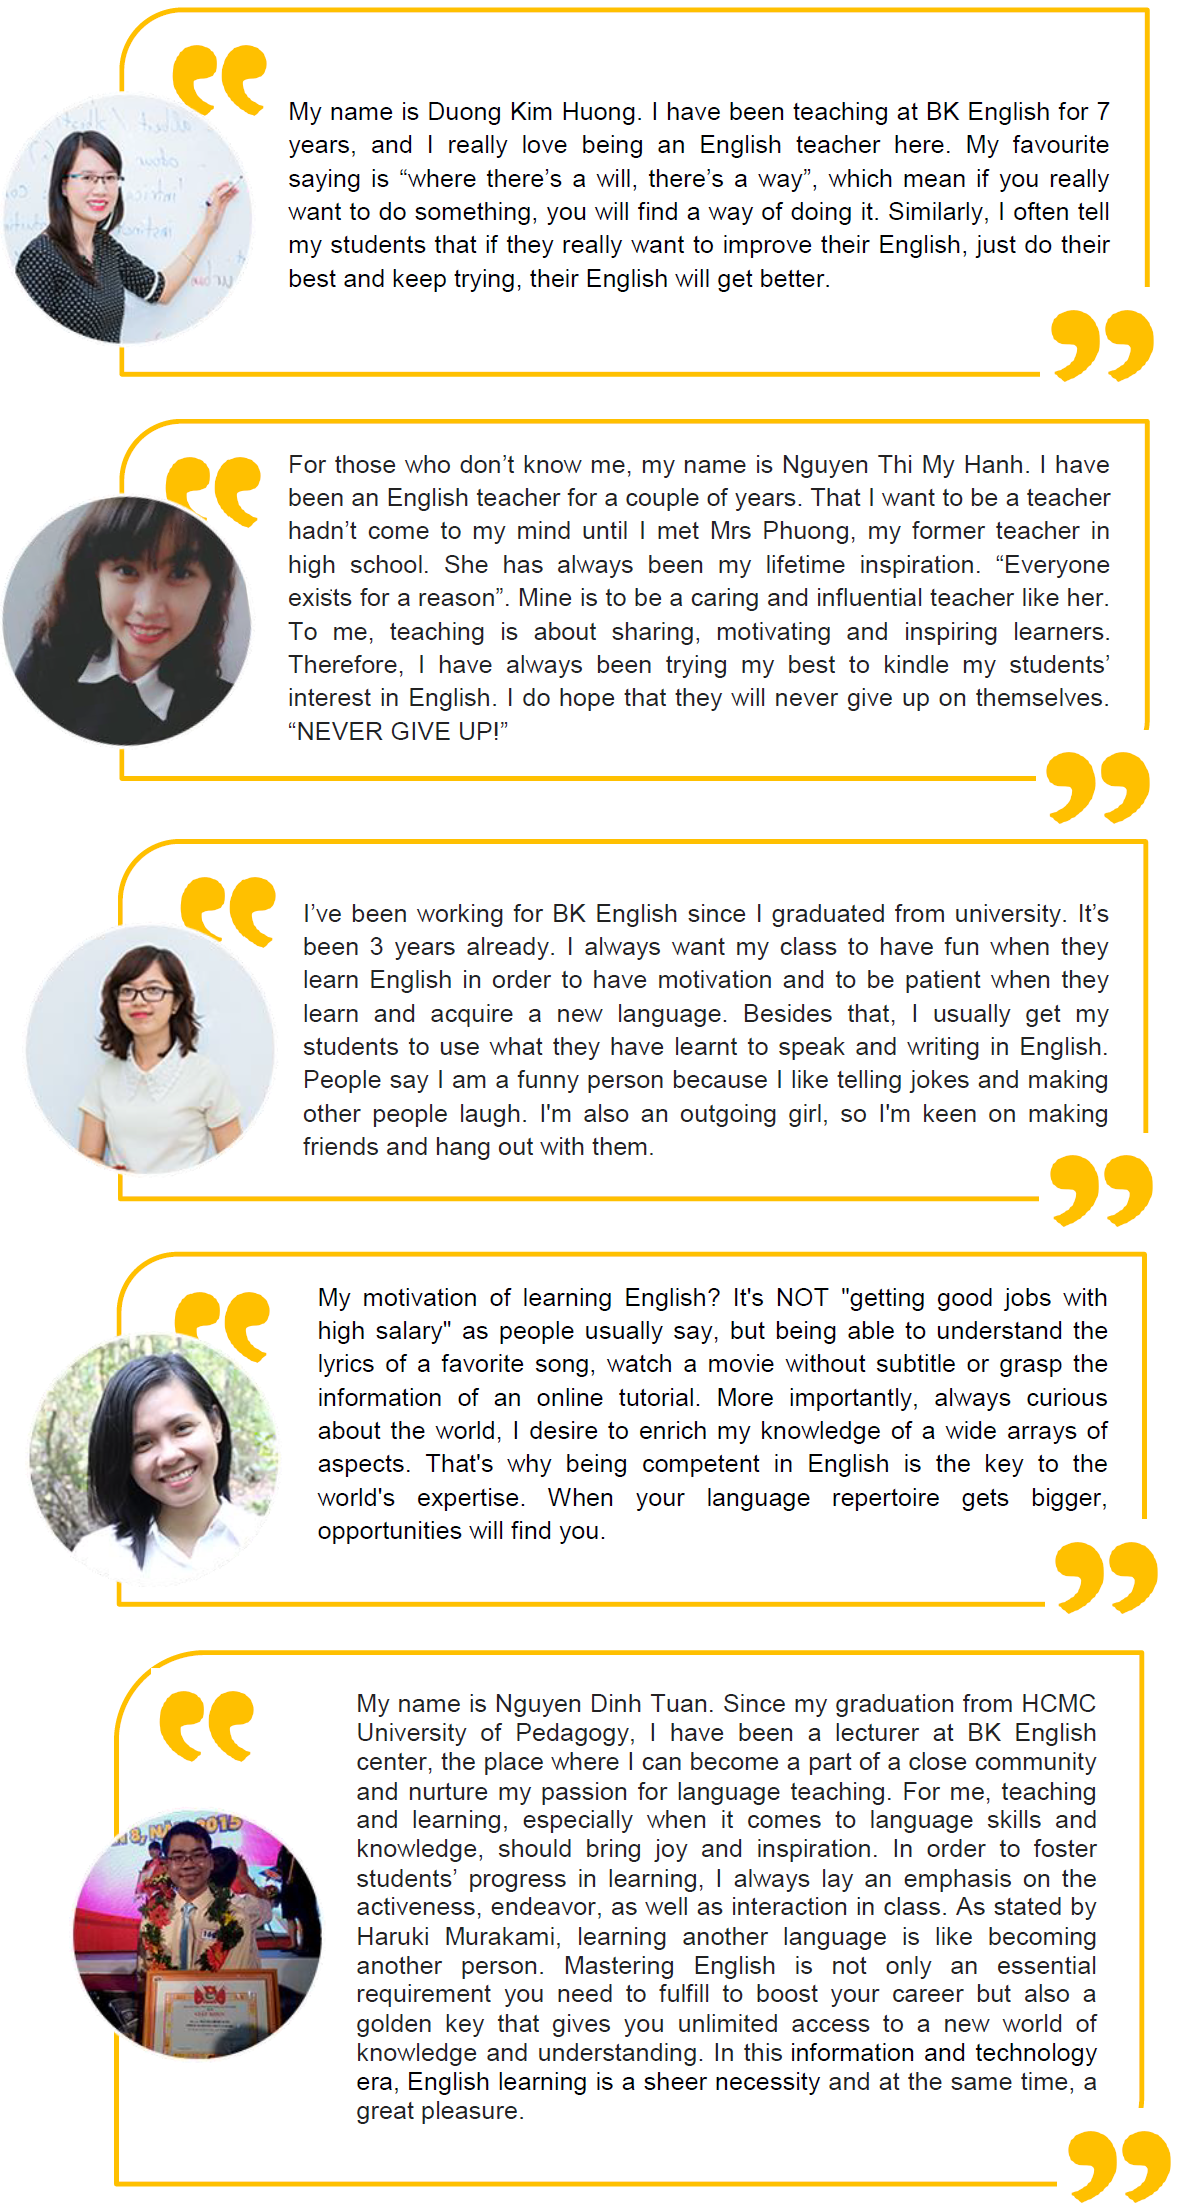 My name is Duong Kim Huong. I have been teaching at BK English for 7
years, and I really love being an English teacher here. My favourite
saying is “where there’s a will, there’s a way”, which mean if you really
want to do something, you will find a way of doing it. Similarly, I often tell
my students that if they really want to improve their English, just do their
best and keep trying, their English will get better.
For those who don’t know me, my name is Nguyen Thi My Hanh. I have
been an English teacher for a couple of years. That I want to be a teacher
hadn’t come to my mind until I met Mrs Phuong, my former teacher in
high school. She has always been my lifetime inspiration. “Everyone
exists for a reason”. Mine is to be a caring and influential teacher like her.
To me, teaching is about sharing, motivating and inspiring learners.
Therefore, I have always been trying my best to kindle my students’
interest in English. I do hope that they will never give up on themselves.
“NEVER GIVE UP!”
I’ve been working for BK English since I graduated from university. It’s
been 3 years already. I always want my class to have fun when they
learn English in order to have motivation and to be patient when they
learn and acquire a new language. Besides that, I usually get my
students to use what they have learnt to speak and writing in English.
People say I am a funny person because I like telling jokes and making
other people laugh. I'm also an outgoing girl, so I'm keen on making
friends and hang out with them.
My motivation of learning English? It's NOT "getting good jobs with
high salary" as people usually say, but being able to understand the
lyrics of a favorite song, watch a movie without subtitle or grasp the
information of an online tutorial. More importantly, always curious
about the world, I desire to enrich my knowledge of a wide arrays of
aspects. That's why being competent in English is the key to the
world's expertise. When your language repertoire gets bigger,
opportunities will find you.
My name is Nguyen Dinh Tuan. Since my graduation from HCMC
University of Pedagogy, I have been a lecturer at BK English
center, the place where I can become a part of a close community
and nurture my passion for language teaching. For me, teaching
and learning, especially when it comes to language skills and
knowledge, should bring joy and inspiration. In order to foster
students’ progress in learning, I always lay an emphasis on the
activeness, endeavor, as well as interaction in class. As stated by
Haruki Murakami, learning another language is like becoming
another person. Mastering English is not only an essential
requirement you need to fulfill to boost your career but also a
golden key that gives you unlimited access to a new world of
knowledge and understanding. In this information and technology
era, English learning is a sheer necessity and at the same time, a
great pleasure.